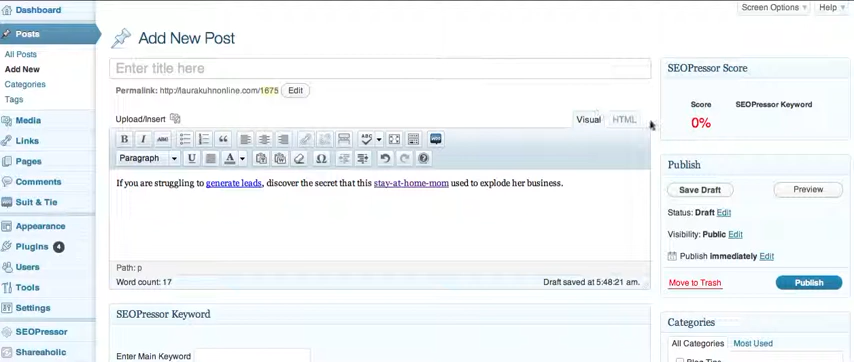 Screen Options Help
Dashboard
Posts
All Posts
Add New
Categories
Tags
Media
Links
Pages
Comments
Suit & Tie
Appearance
Plugins 4
Users
Tools
Settings
SEOPressor
Shareaholic
Add New Post
Enter title here
Permalink: http://laurakuhnonline.com/1675 Edit
Upload/Insert
Visual HTML
B I ABC ABC
Paragraph U A Ω
If you are struggling to generate leads, discover the secret that this stay-at-home-mom used to explode her business.
Path: p
Word count: 17 Draft saved at 5:48:21 am.
SEOPressor Keyword
Enter Main Keyword
SEOPressor Score
Score SEOPressor Keyword
0%
Publish
Save Draft Preview
Status: Draft Edit
Visibility: Public Edit
Publish immediately Edit
Move to Trash Publish
Categories
All Categories Most Used
Blog Tips